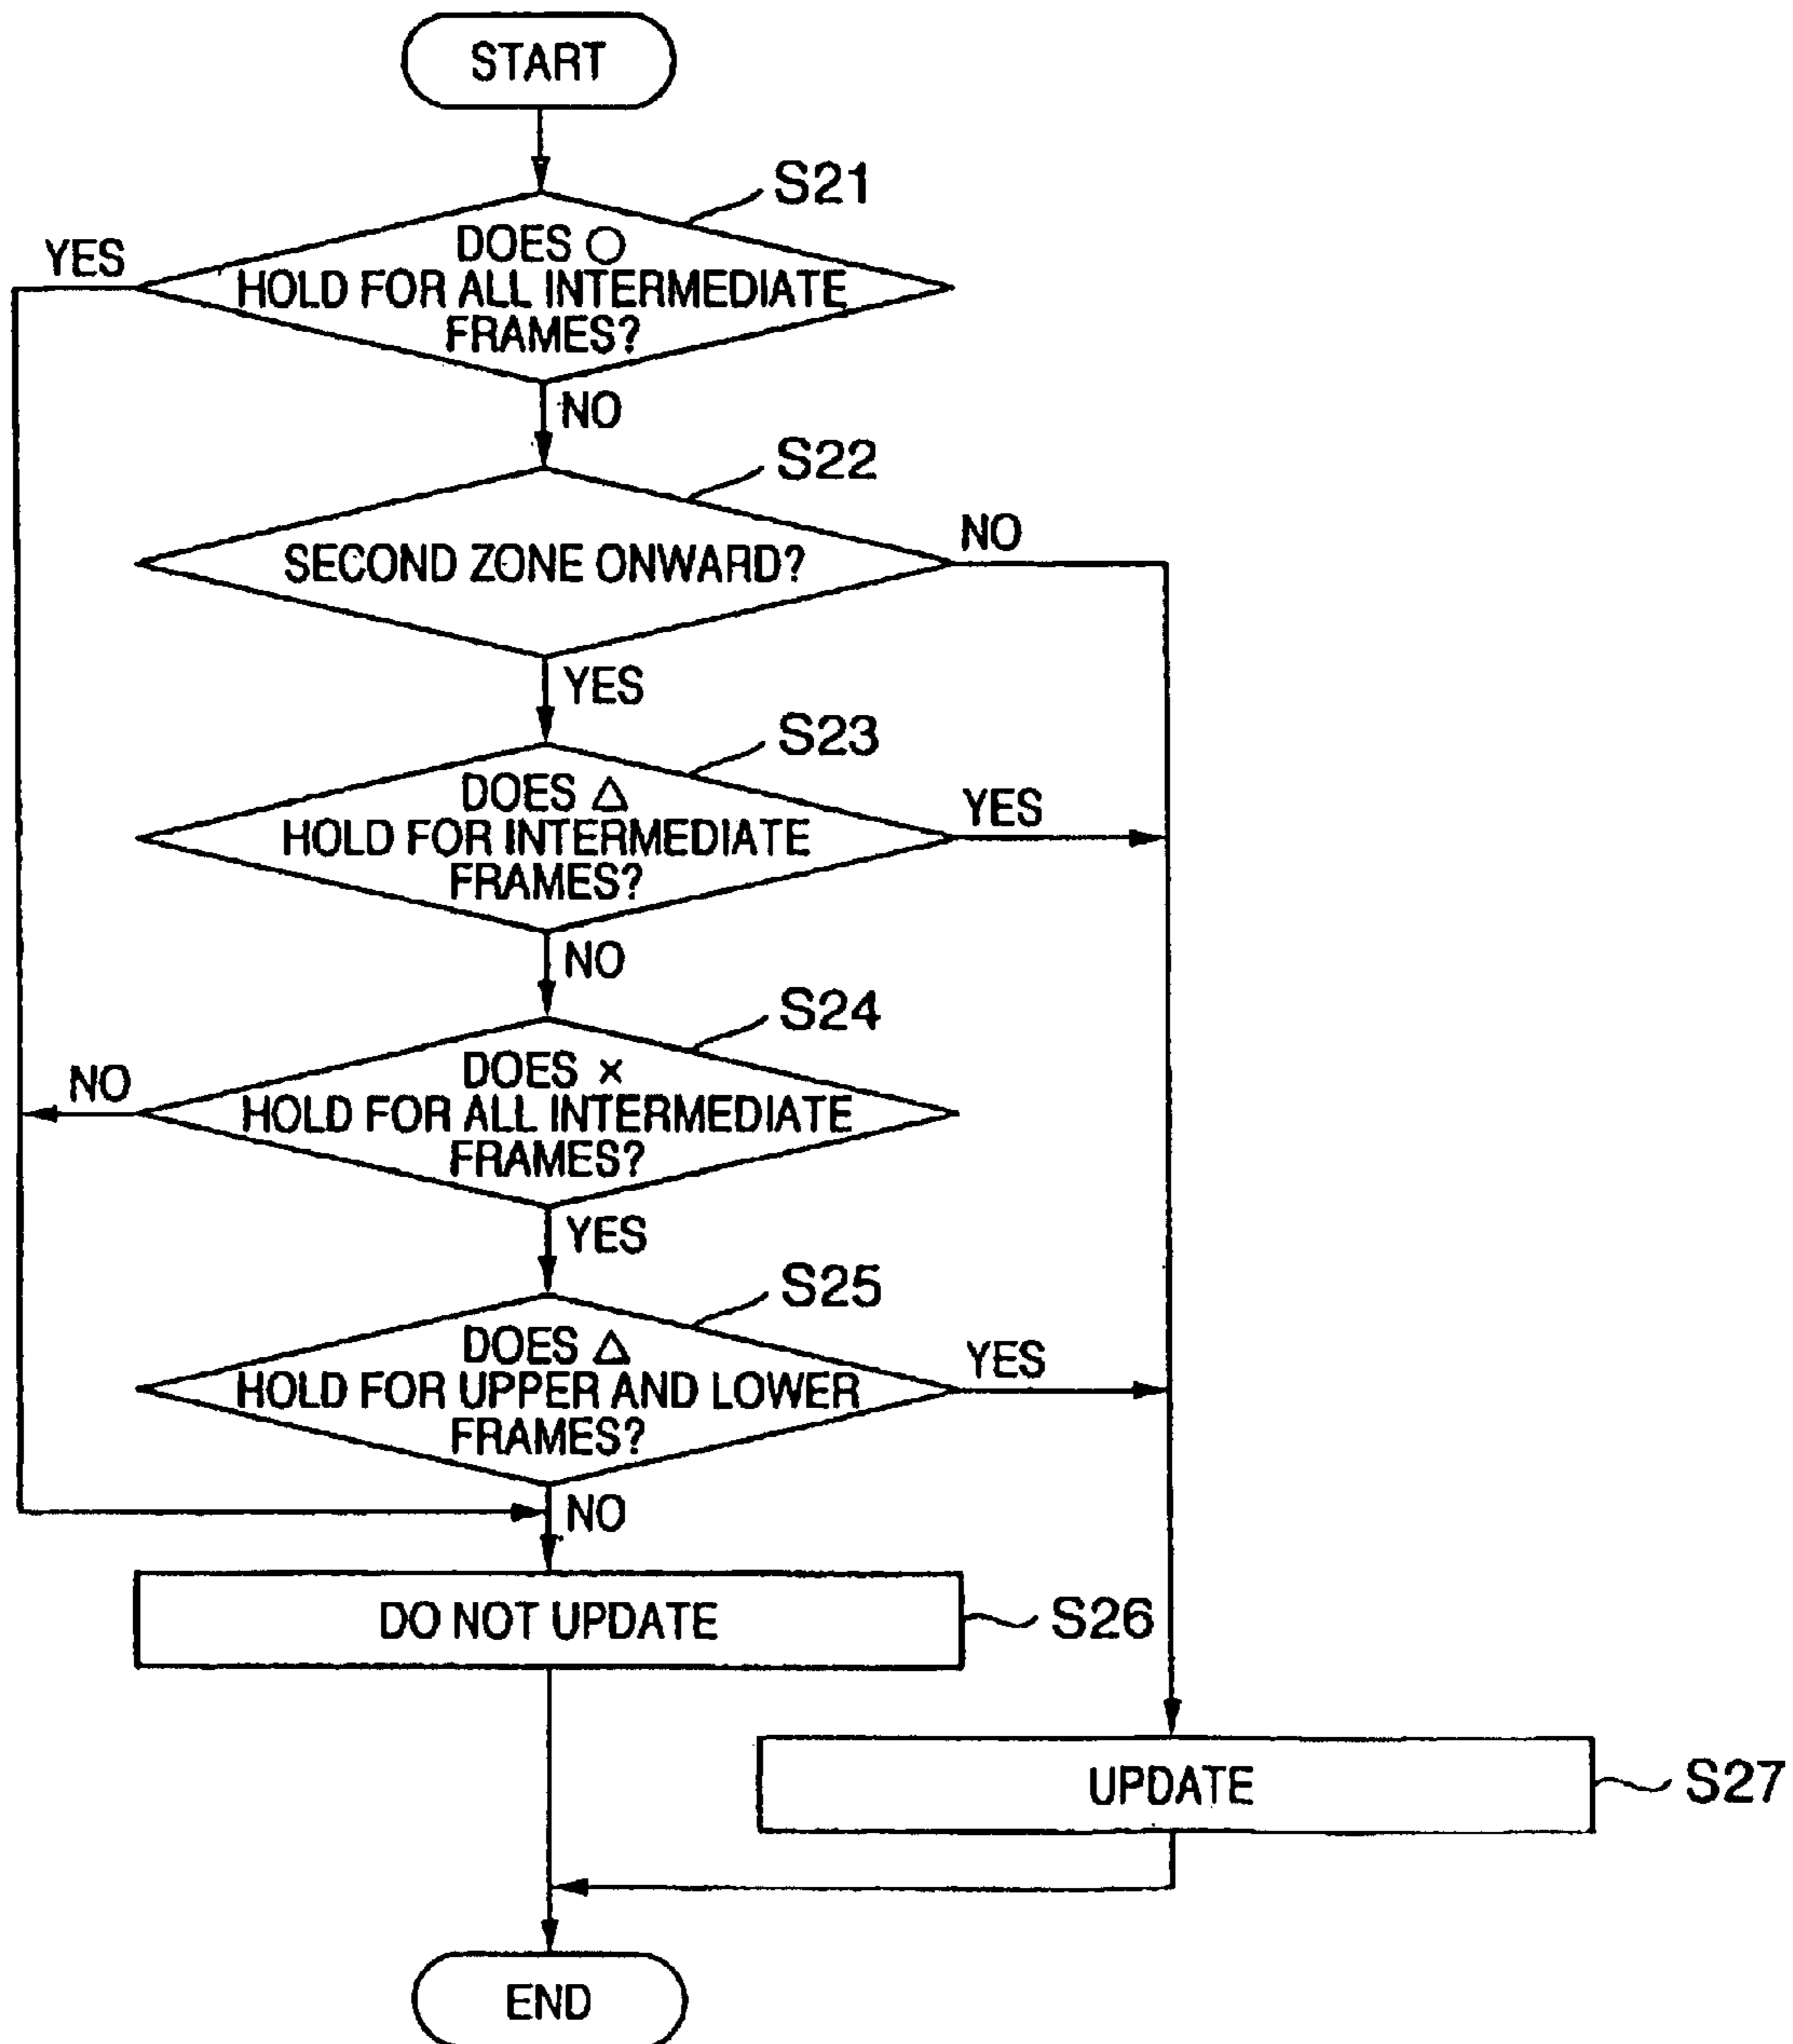 START
S21
YES
DOES ○
HOLD FOR ALL INTERMEDIATE
FRAMES?
NO
S22
NO
SECOND ZONE ONWARD?
YES
S23
DOES △
HOLD FOR INTERMEDIATE
FRAMES?
YES
NO
S24
DOES ×
HOLD FOR ALL INTERMEDIATE
FRAMES?
NO
YES
S25
DOES △
HOLD FOR UPPER AND LOWER
FRAMES?
YES
NO
DO NOT UPDATE
S26
UPDATE
S27
END